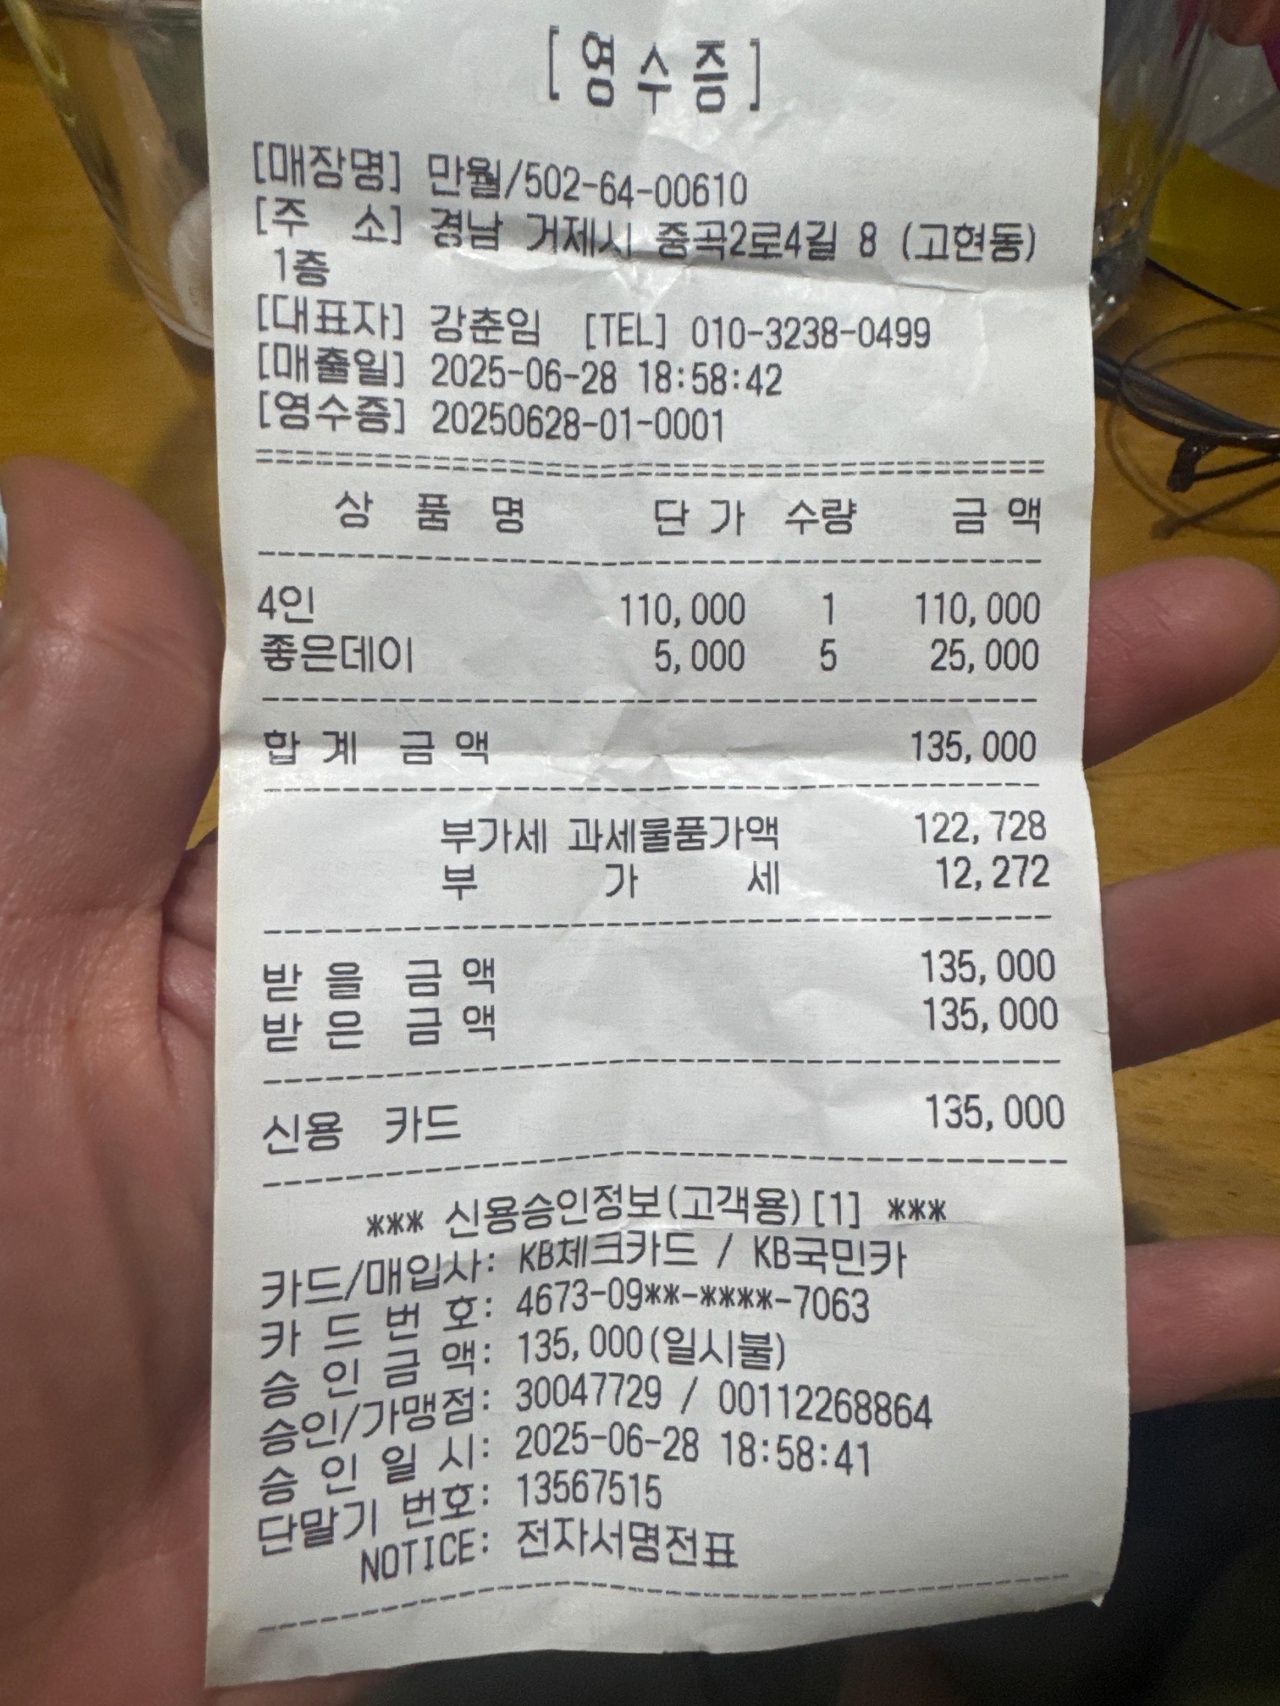 [영수증]
[매장명] 만월/502-64-00610
[주 소] 경남 거제시 중곡2로4길 8 (고현동)
1층
[대표자] 강춘임 [TEL] 010-3238-0499
[매출일] 2025-06-28 18:58:42
[영수증] 20250628-01-0001
==========================================
상 품 명 단 가 수량 금 액
------------------------------------------
4인 110,000 1 110,000
좋은데이 5,000 5 25,000
------------------------------------------
합 계 금 액 135,000
------------------------------------------
부가세 과세물품가액 122,728
부 가 세 12,272
------------------------------------------
받 을 금 액 135,000
받 은 금 액 135,000
------------------------------------------
신용 카드 135,000
------------------------------------------
*** 신용승인정보(고객용)[1] ***
카드/매입사: KB체크카드 / KB국민카
카 드 번 호: 4673-09**-****-7063
승 인 금 액: 135,000(일시불)
승인/가맹점: 30047729 / 00112268864
승 인 일 시: 2025-06-28 18:58:41
단말기 번호: 13567515
NOTICE: 전자서명전표
------------------------------------------